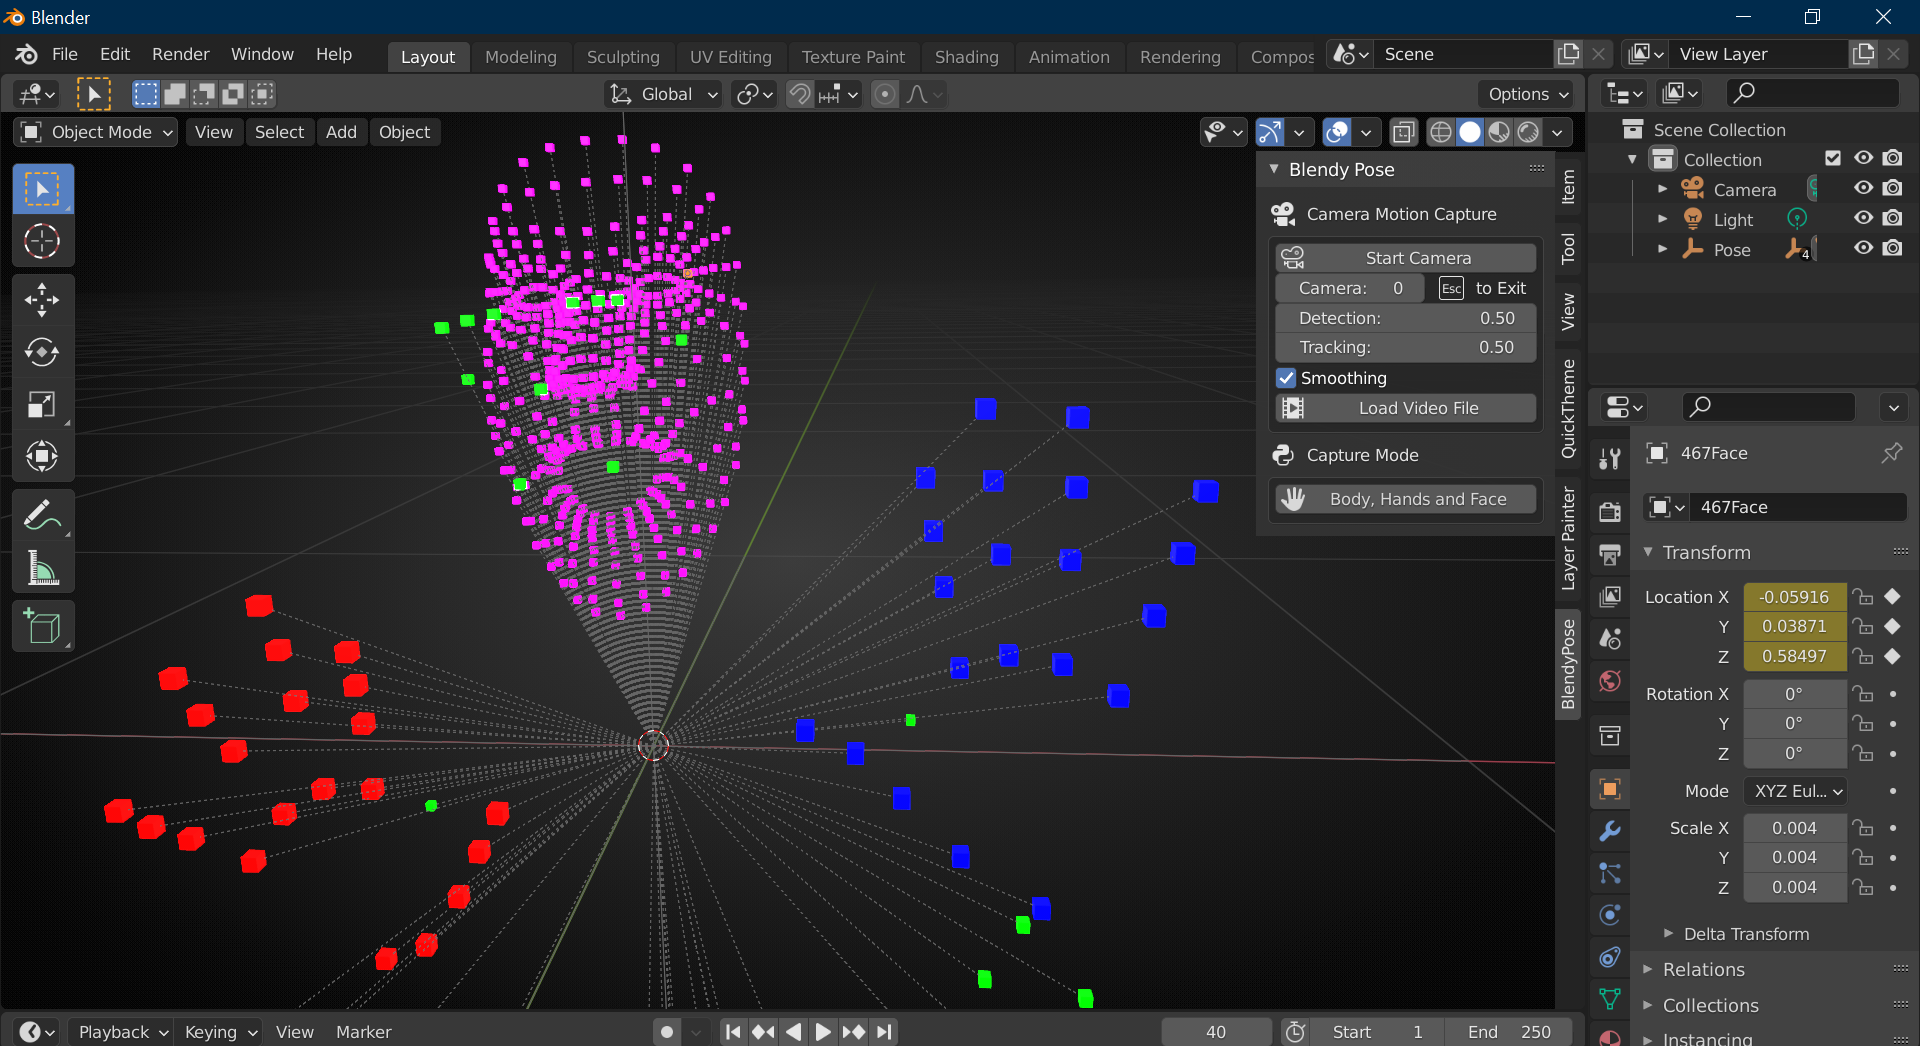 Blender
File Edit Render Window Help Layout Modeling Sculpting UV Editing Texture Paint Shading Animation Rendering Compos Scene View Layer
Global Options
Object Mode View Select Add Object
Scene Collection
Collection
Camera
Light
Pose 4
Blendy Pose
Camera Motion Capture
Start Camera
Camera: 0 Esc to Exit
Detection: 0.50
Tracking: 0.50
Smoothing
Load Video File
Capture Mode
Body, Hands and Face
Item
Tool
View
QuickTheme
Layer Painter
BlendyPose
467Face
467Face
Transform
Location X -0.05916
Y 0.03871
Z 0.58497
Rotation X 0°
Y 0°
Z 0°
Mode XYZ Eul...
Scale X 0.004
Y 0.004
Z 0.004
Delta Transform
Relations
Collections
Instancing
Playback Keying View Marker 40 Start 1 End 250